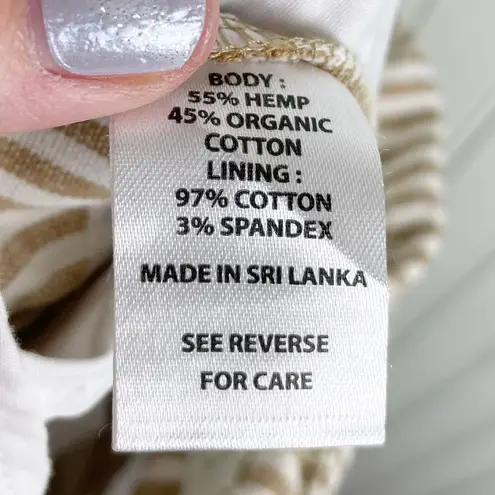 BODY :
55% HEMP
45% ORGANIC
COTTON
LINING :
97% COTTON
3% SPANDEX
MADE IN SRI LANKA
SEE REVERSE
FOR CARE